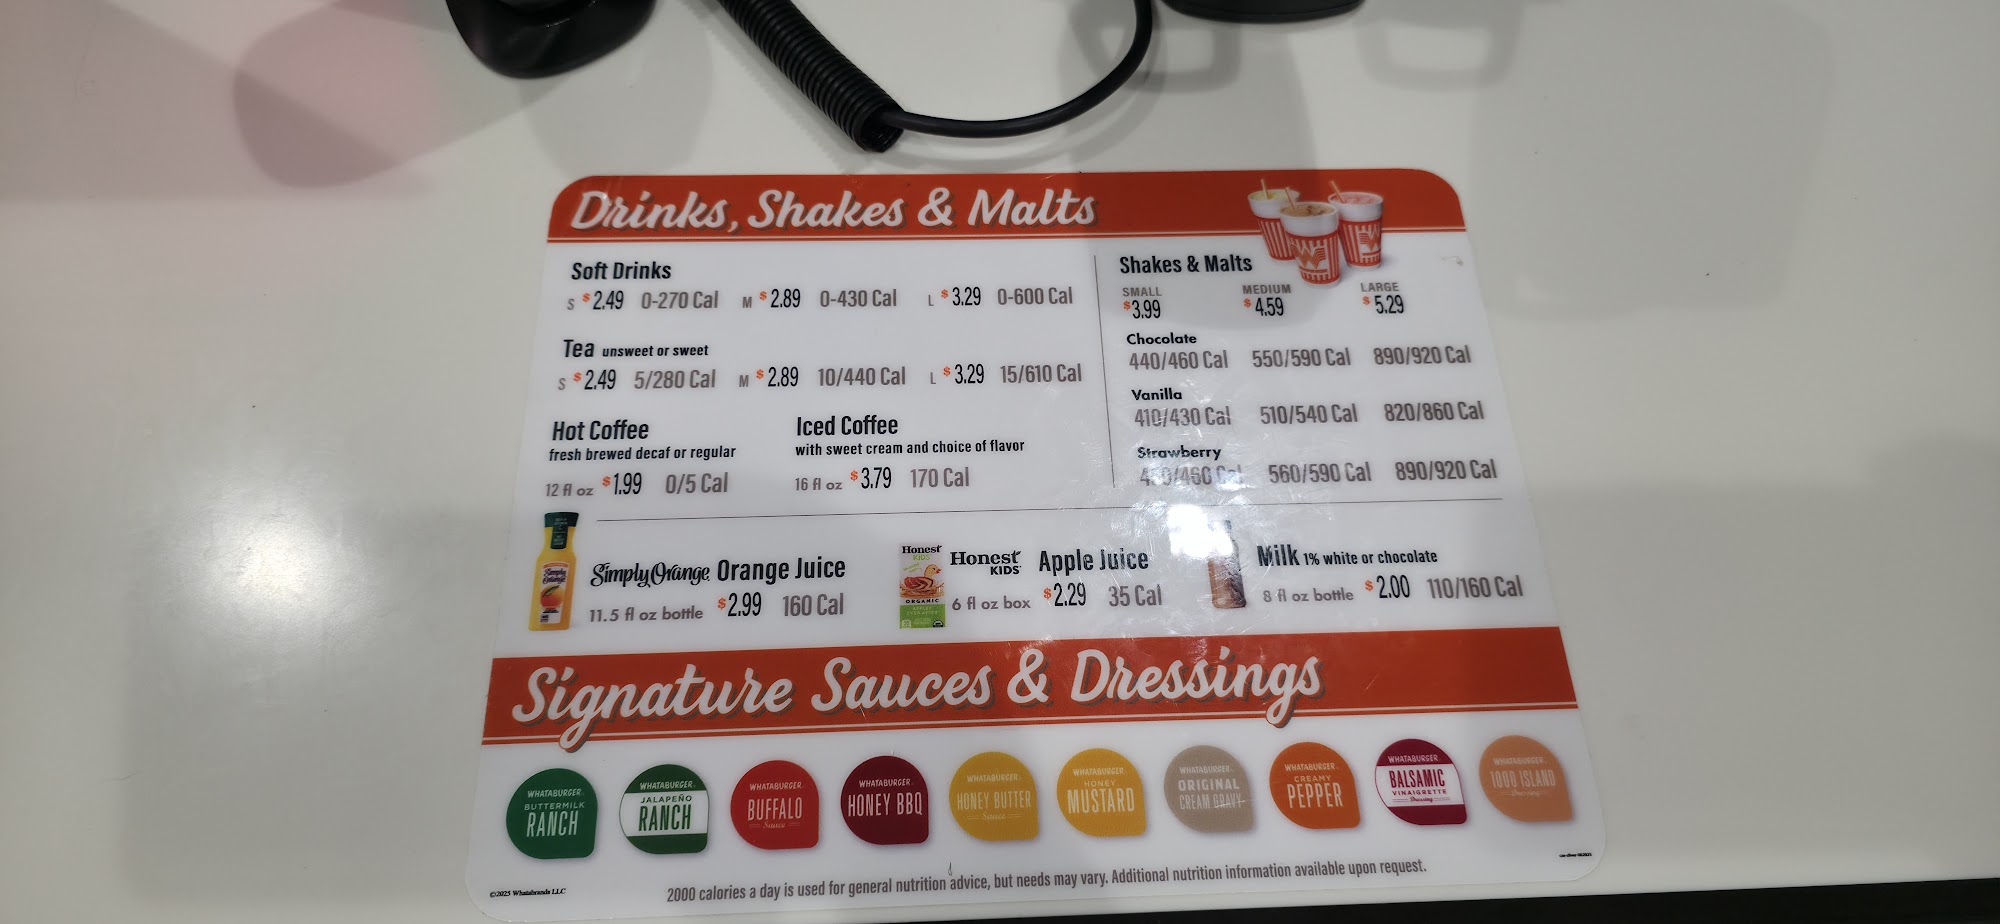 Drinks, Shakes & Malts
Soft Drinks
S $2.49 0-270 Cal M $2.89 0-430 Cal L $3.29 0-600 Cal
Tea unsweet or sweet
S $2.49 5/280 Cal M $2.89 10/440 Cal L $3.29 15/610 Cal
Hot Coffee
fresh brewed decaf or regular
12 fl oz $1.99 0/5 Cal
Iced Coffee
with sweet cream and choice of flavor
16 fl oz $3.79 170 Cal
Shakes & Malts
SMALL MEDIUM LARGE
$3.99 $4.59 $5.29
Chocolate
440/460 Cal 550/590 Cal 890/920 Cal
Vanilla
410/430 Cal 510/540 Cal 820/860 Cal
Strawberry
Cal 560/590 Cal 890/920 Cal
Simply Orange Orange Juice
11.5 fl oz bottle $2.99 160 Cal
Honest
KIDS
ORGANIC
Honest KIDS Apple Juice
6 fl oz box $2.29 35 Cal
Milk 1% white or chocolate
8 fl oz bottle $2.00 110/160 Cal
Signature Sauces & Dressings
WHATABURGER
BUTTERMILK
RANCH
WHATABURGER
JALAPEÑO
RANCH
WHATABURGER
BUFFALO
Sauce
WHATABURGER
HONEY BBQ
WHATABURGER
HONEY BUTTER
Sauce
WHATABURGER
HONEY
MUSTARD
WHATABURGER
ORIGINAL
CREAM GRAVY
WHATABURGER
CREAMY
PEPPER
WHATABURGER
BALSAMIC
VINAIGRETTE
Dressing
WHATABURGER
1000 ISLAND
Dressing
©2025 Whatabrands LLC
2000 calories a day is used for general nutrition advice, but needs may vary. Additional nutrition information available upon request.